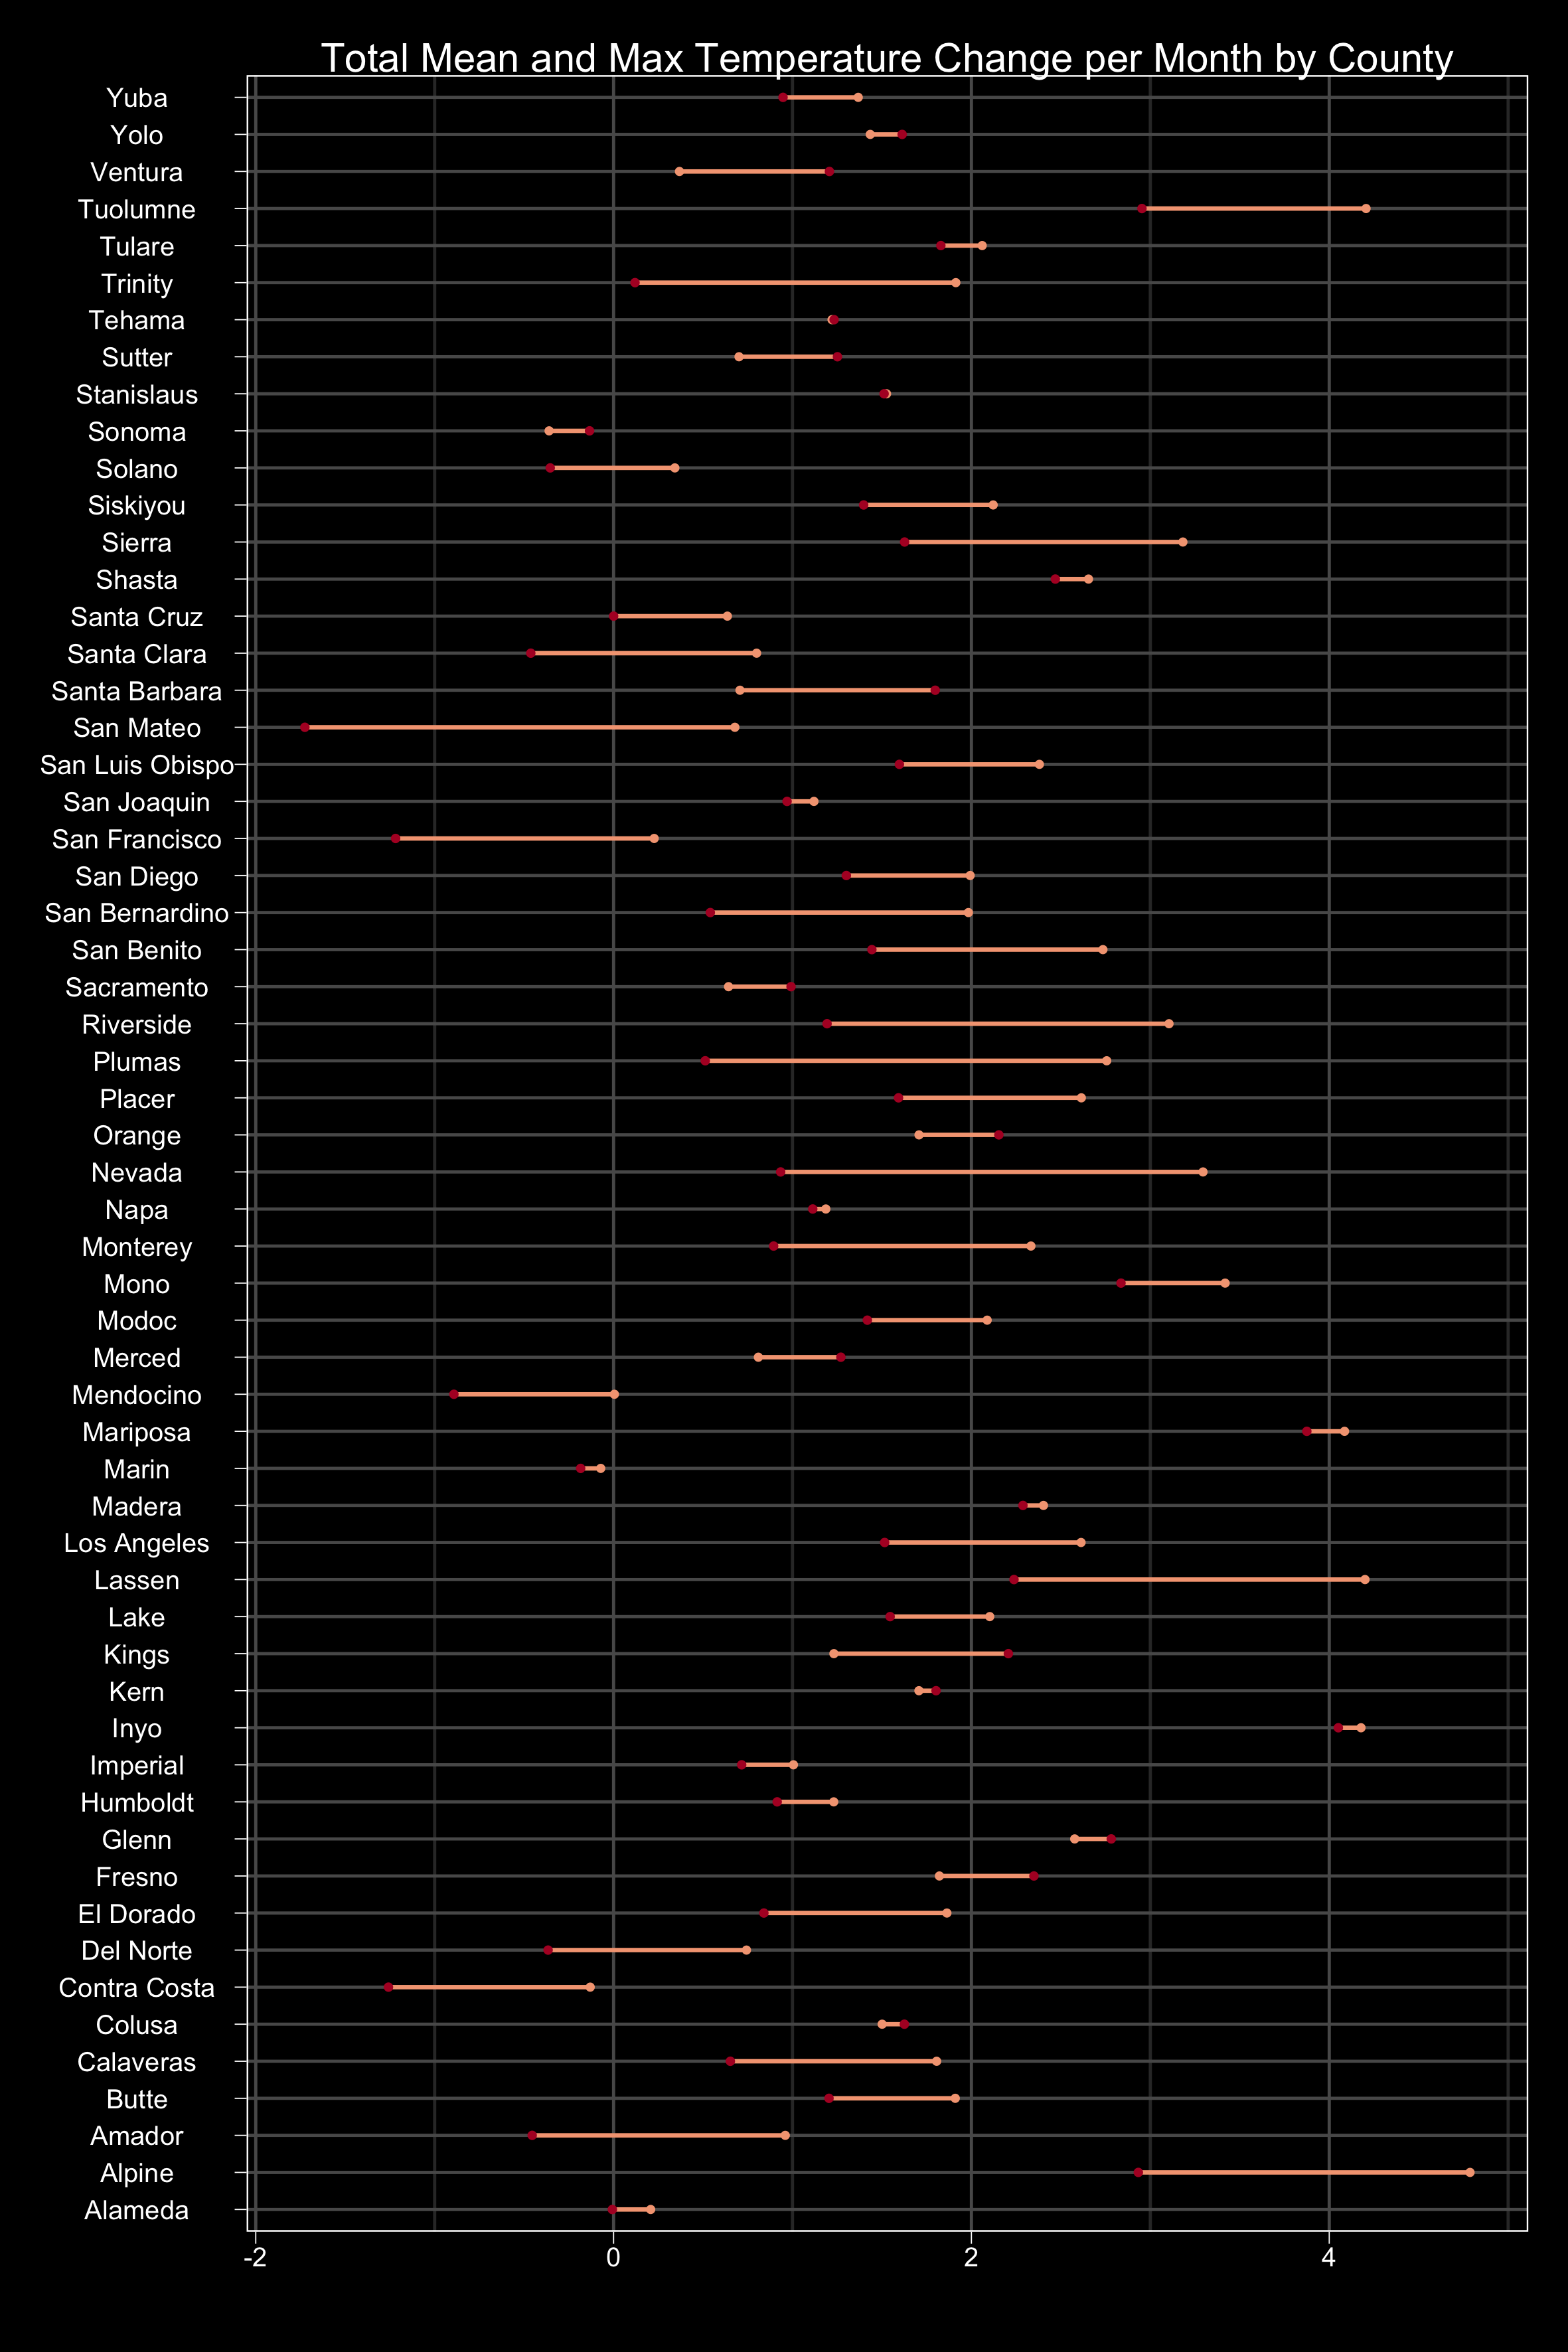 Total Mean and Max Temperature Change per Month by County
Yuba
Yolo
Ventura
Tuolumne
Tulare
Trinity
Tehama
Sutter
Stanislaus
Sonoma
Solano
Siskiyou
Sierra
Shasta
Santa Cruz
Santa Clara
Santa Barbara
San Mateo
San Luis Obispo
San Joaquin
San Francisco
San Diego
San Bernardino
San Benito
Sacramento
Riverside
Plumas
Placer
Orange
Nevada
Napa
Monterey
Mono
Modoc
Merced
Mendocino
Mariposa
Marin
Madera
Los Angeles
Lassen
Lake
Kings
Kern
Inyo
Imperial
Humboldt
Glenn
Fresno
El Dorado
Del Norte
Contra Costa
Colusa
Calaveras
Butte
Amador
Alpine
Alameda
-2 0 2 4